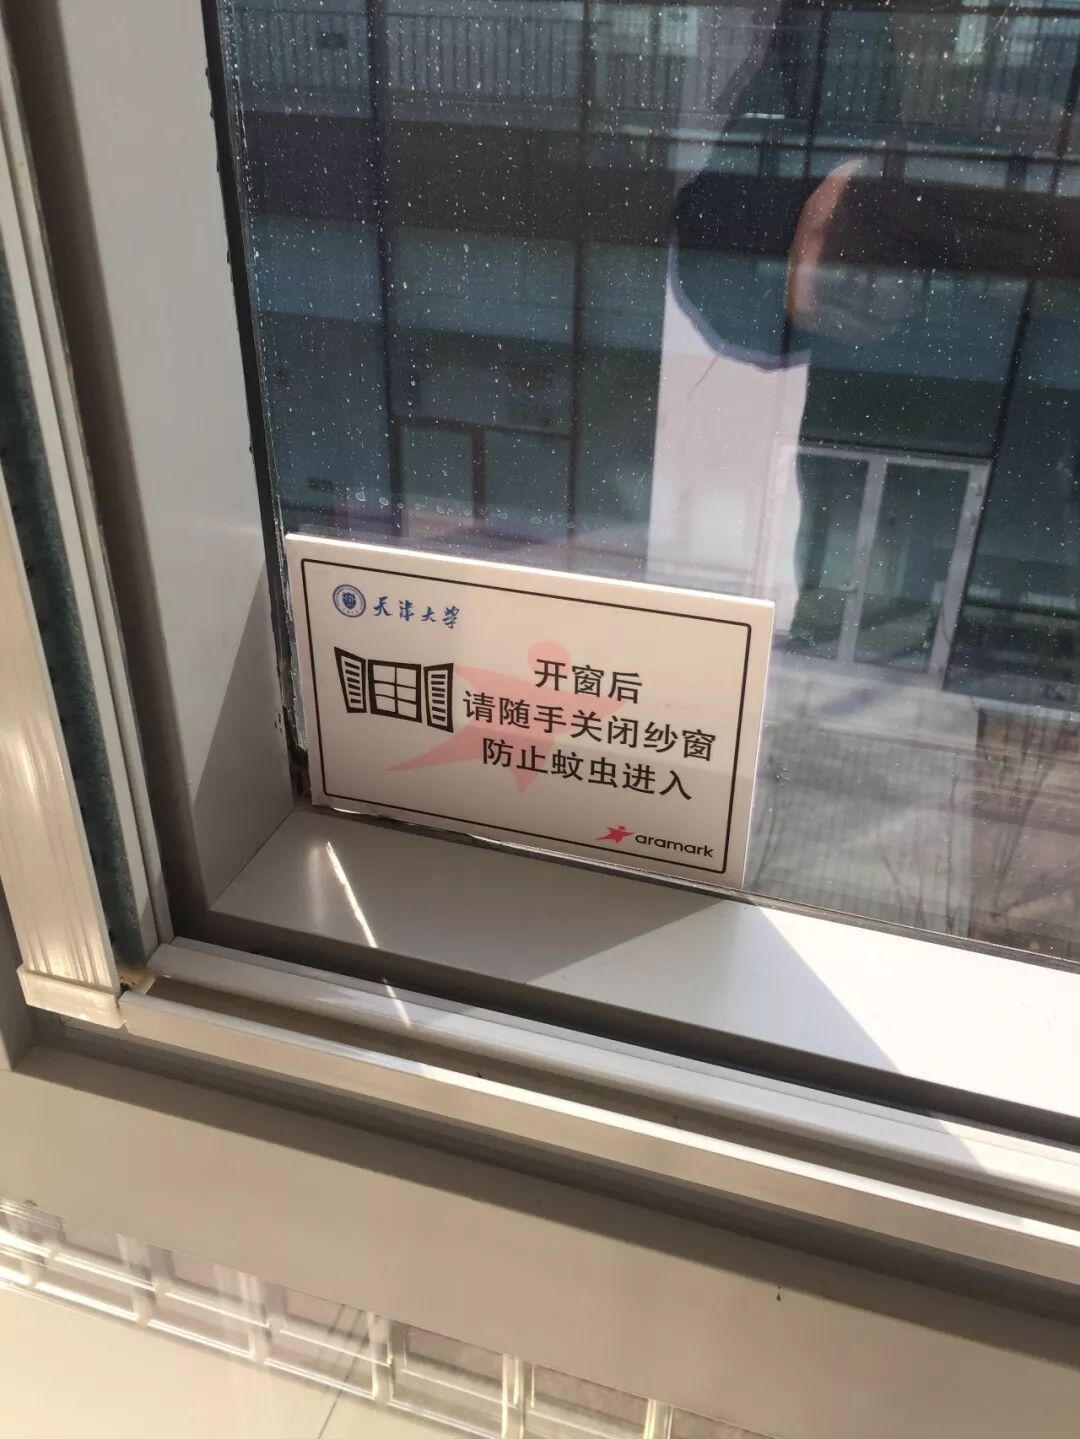 天津大学
开窗后
请随手关闭纱窗
防止蚊虫进入
aramark